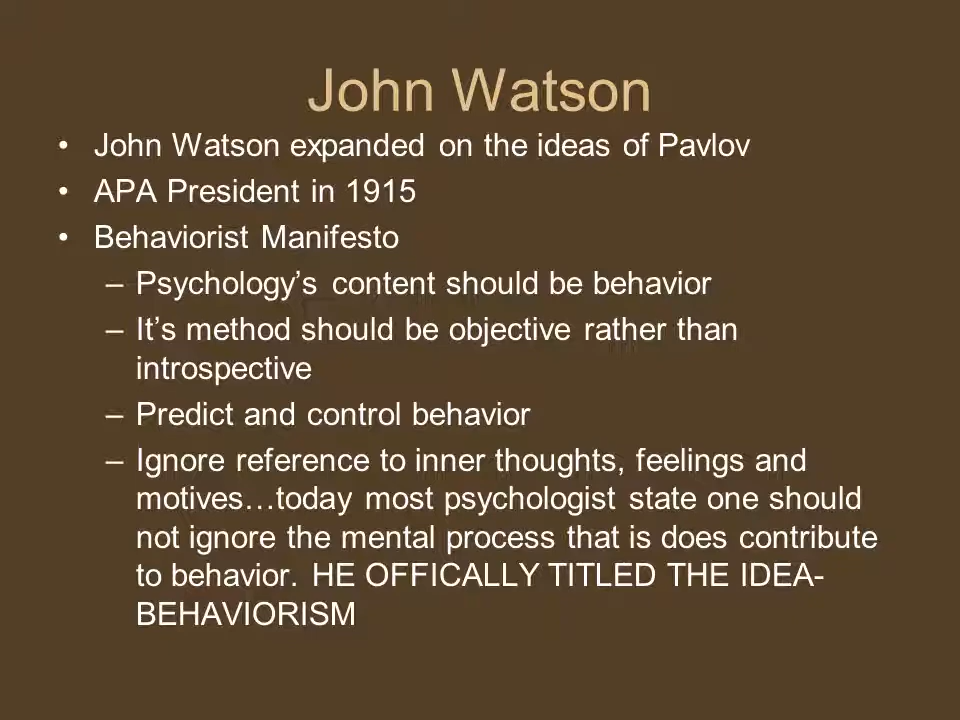 John Watson
• John Watson expanded on the ideas of Pavlov
• APA President in 1915
• Behaviorist Manifesto
– Psychology’s content should be behavior
– It’s method should be objective rather than
introspective
– Predict and control behavior
– Ignore reference to inner thoughts, feelings and
motives…today most psychologist state one should
not ignore the mental process that is does contribute
to behavior. HE OFFICALLY TITLED THE IDEA-
BEHAVIORISM